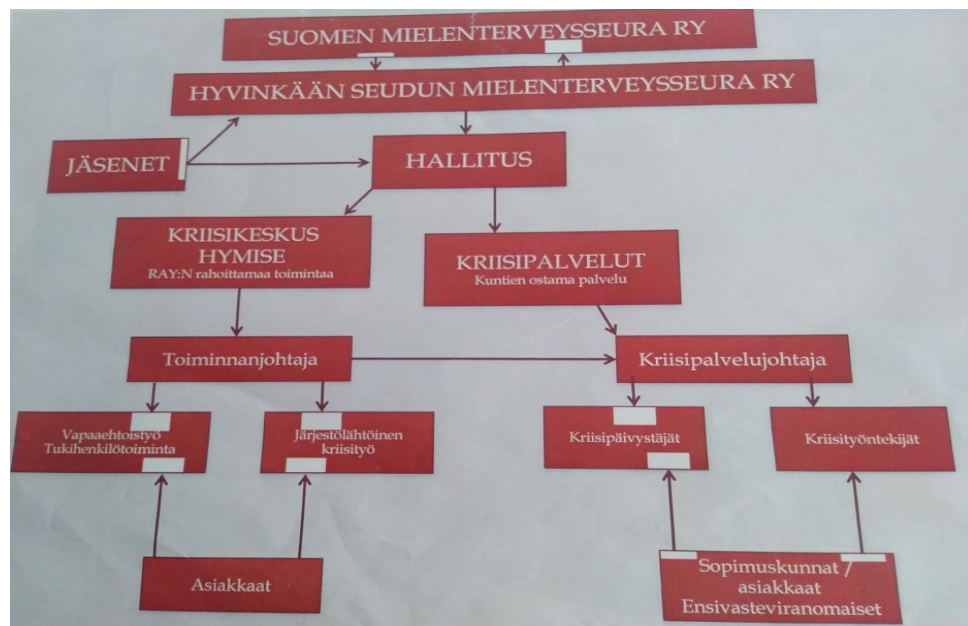 SUOMEN MIELENTERVEYSSEURA RY
HYVINKÄÄN SEUDUN MIELENTERVEYSSEURA RY
JÄSENET
HALLITUS
KRIISIKESKUS
HYMISE
RAY:N rahoittamaa toimintaa
KRIISIPALVELUT
Kuntien ostama palvelu
Toiminnanjohtaja
Kriisipalvelujohtaja
Vapaaehtoistyö
Tukihenkilötoiminta
Järjestölähtöinen
kriisityö
Kriisipäivystäjät
Kriisityöntekijät
Asiakkaat
Sopimuskunnat /
asiakkaat
Ensivasteviranomaiset